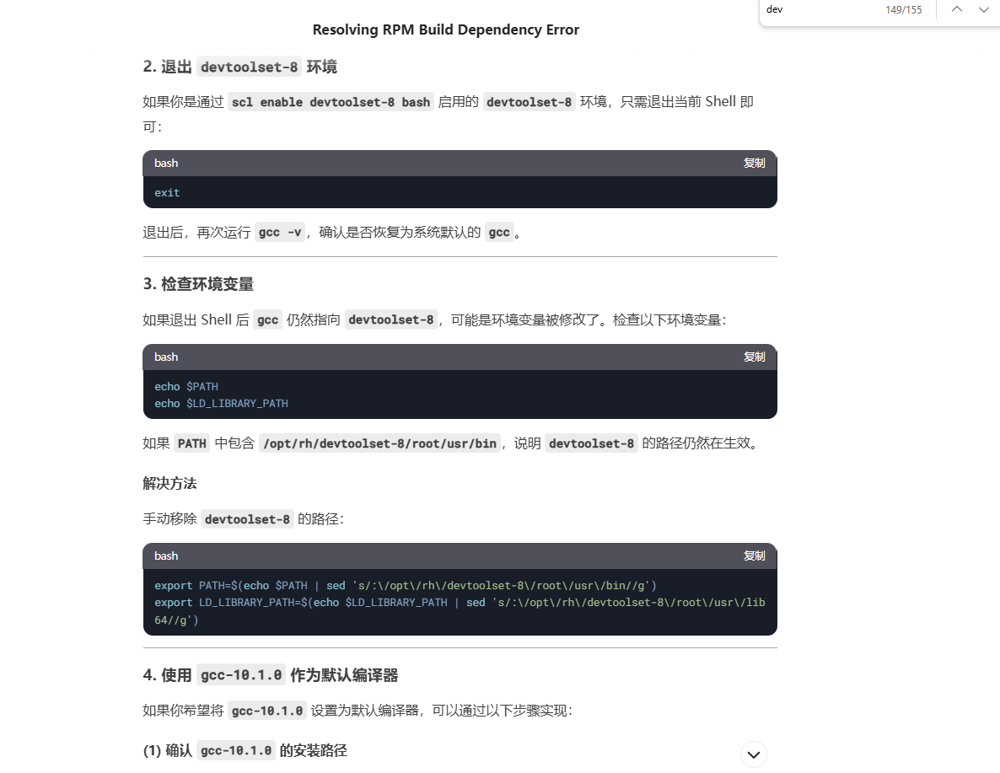 dev
149/155
Resolving RPM Build Dependency Error
2. 退出 devtoolset-8 环境
如果你是通过 scl enable devtoolset-8 bash 启用的 devtoolset-8 环境，只需退出当前 Shell 即
可：
bash
复制
exit
退出后，再次运行 gcc -v，确认是否恢复为系统默认的 gcc。
3. 检查环境变量
如果退出 Shell 后 gcc 仍然指向 devtoolset-8，可能是环境变量被修改了。检查以下环境变量：
bash
复制
echo $PATH
echo $LD_LIBRARY_PATH
如果 PATH 中包含 /opt/rh/devtoolset-8/root/usr/bin，说明 devtoolset-8 的路径仍然在生效。
解决方法
手动移除 devtoolset-8 的路径：
bash
复制
export PATH=$(echo $PATH | sed 's/:\/opt\/rh\/devtoolset-8\/root\/usr\/bin//g')
export LD_LIBRARY_PATH=$(echo $LD_LIBRARY_PATH | sed 's/:\/opt\/rh\/devtoolset-8\/root\/usr\/lib
64//g')
4. 使用 gcc-10.1.0 作为默认编译器
如果你希望将 gcc-10.1.0 设置为默认编译器，可以通过以下步骤实现：
(1) 确认 gcc-10.1.0 的安装路径